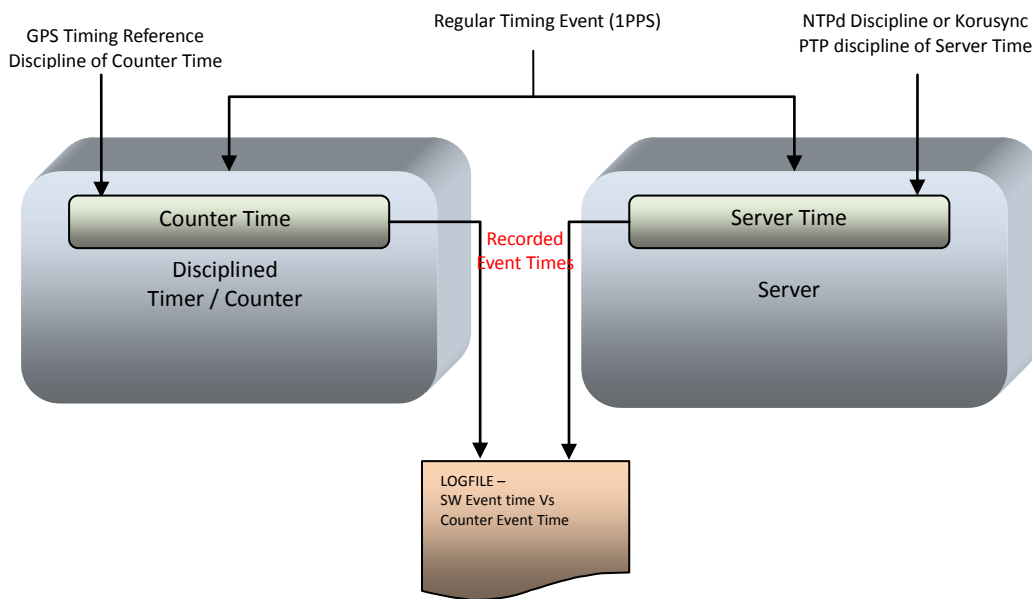 Regular Timing Event (1PPS)
GPS Timing Reference
Discipline of Counter Time
NTPd Discipline or Korusync
PTP discipline of Server Time
Counter Time
Disciplined
Timer / Counter
Recorded
Event Times
Server Time
Server
LOGFILE –
SW Event time Vs
Counter Event Time